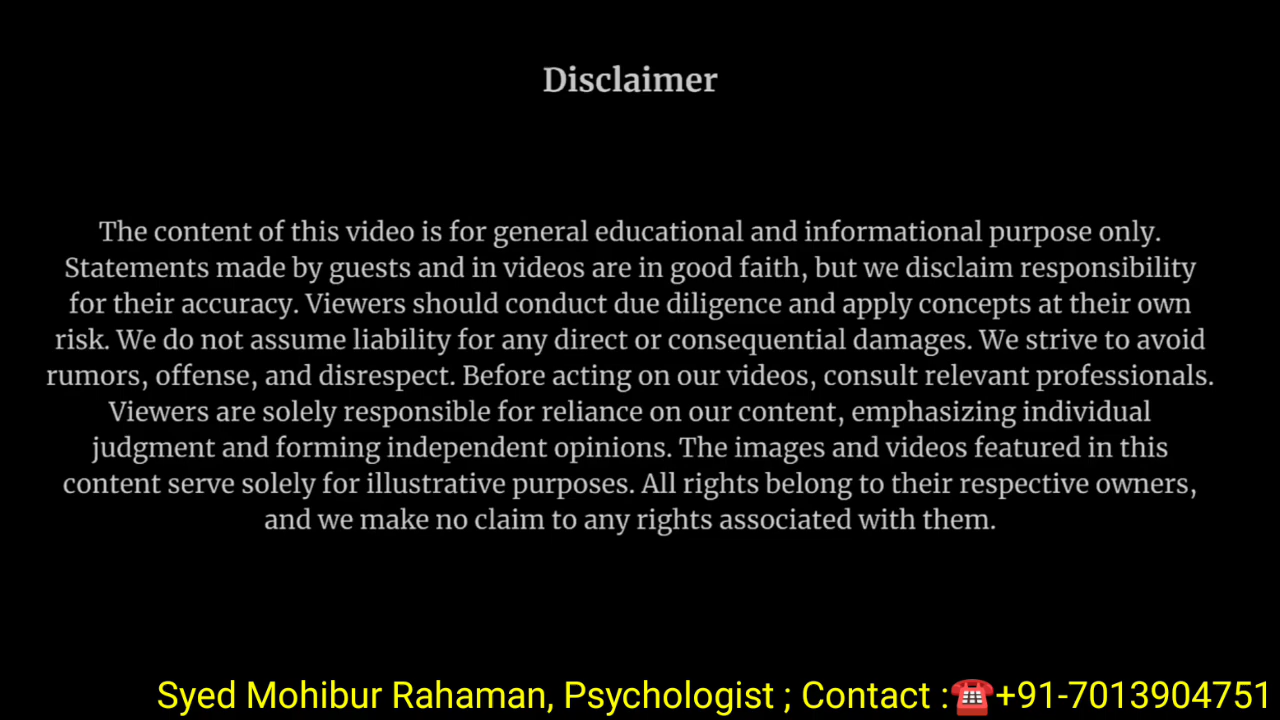 Disclaimer
The content of this video is for general educational and informational purpose only.
Statements made by guests and in videos are in good faith, but we disclaim responsibility
for their accuracy. Viewers should conduct due diligence and apply concepts at their own
risk. We do not assume liability for any direct or consequential damages. We strive to avoid
rumors, offense, and disrespect. Before acting on our videos, consult relevant professionals.
Viewers are solely responsible for reliance on our content, emphasizing individual
judgment and forming independent opinions. The images and videos featured in this
content serve solely for illustrative purposes. All rights belong to their respective owners,
and we make no claim to any rights associated with them.
Syed Mohibur Rahaman, Psychologist ; Contact :☎️+91-7013904751